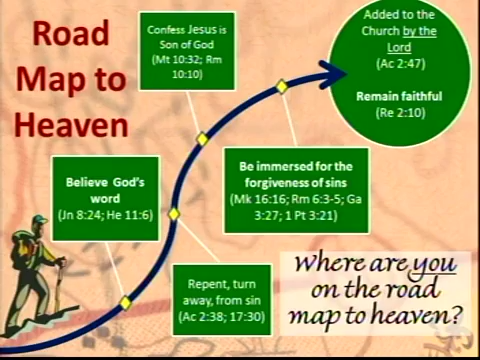 Road
Map to
Heaven
Believe God's
word
(Jn 8:24; He 11:6)
Repent, turn
away, from sin
(Ac 2:38; 17:30)
Confess Jesus is
Son of God
(Mt 10:32; Rm
10:10)
Be immersed for the
forgiveness of sins
(Mk 16:16; Rm 6:3-5; Ga
3:27; 1 Pt 3:21)
Added to the
Church by the
Lord
(Ac 2:47)
Remain faithful
(Re 2:10)
Where are you
on the road
map to heaven?